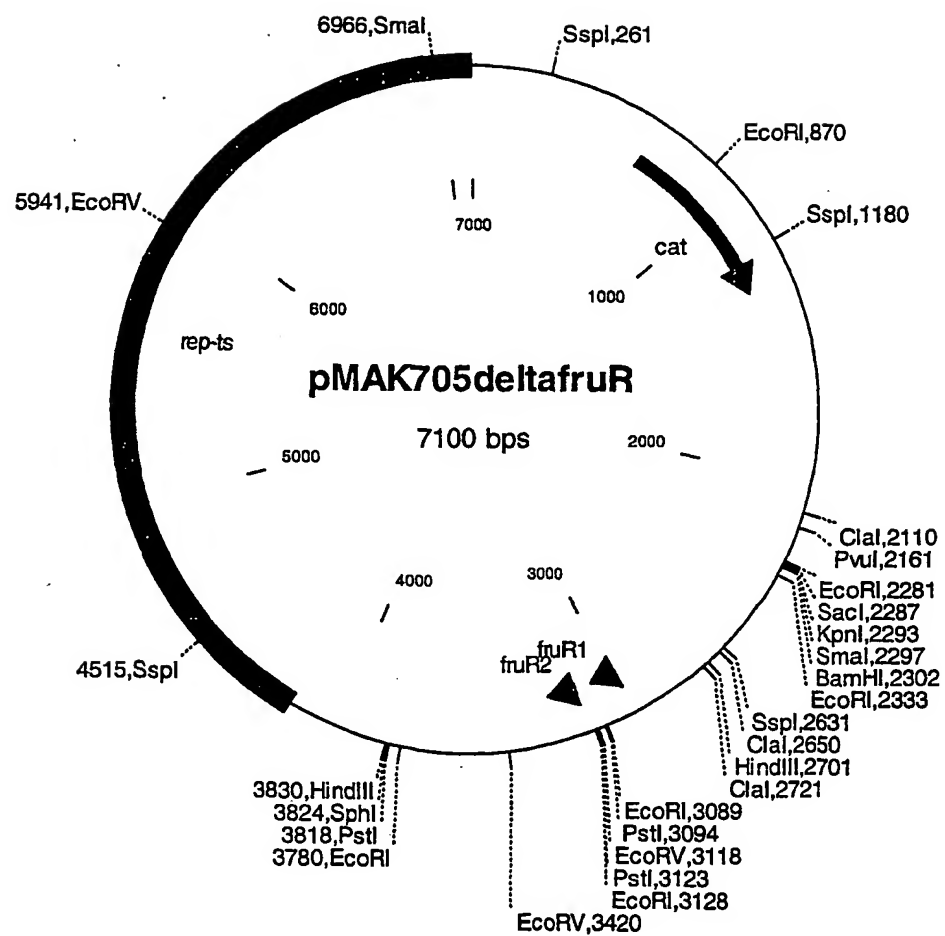 6966,SmaI
SspI,261
EcoRI,870
5941,EcoRV
SspI,1180
7000
cat
1000
6000
rep-ts
pMAK705deltafruR
7100 bps
2000
5000
ClaI,2110
PvuI,2161
4000
3000
EcoRI,2281
SacI,2287
KpnI,2293
fruR1
SmaI,2297
fruR2
4515,SspI
BamHI,2302
EcoRI,2333
SspI,2631
ClaI,2650
HindIII,2701
ClaI,2721
3830,HindIII
3824,SphI
3818,PstI
3780,EcoRI
EcoRI,3089
PstI,3094
EcoRV,3118
PstI,3123
EcoRI,3128
EcoRV,3420